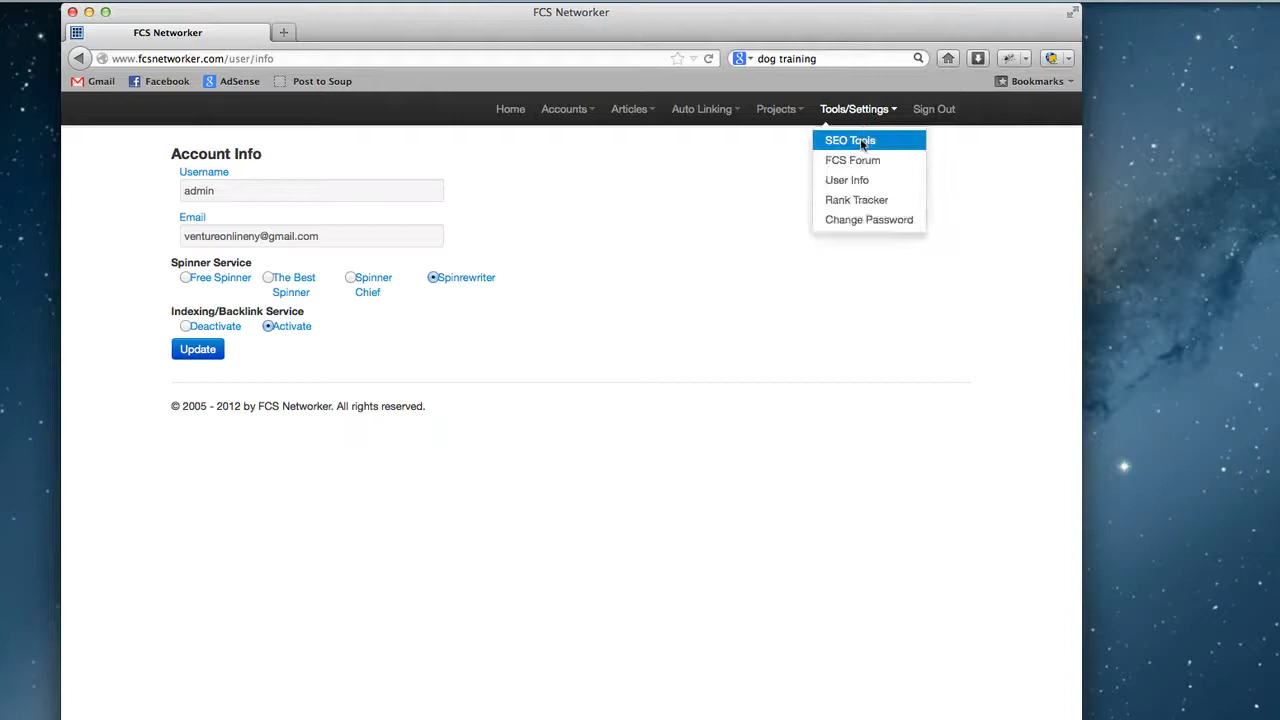 FCS Networker
FCS Networker
www.fcsnetworker.com/user/info
dog training
Gmail Facebook AdSense Post to Soup Bookmarks
Home Accounts Articles Auto Linking Projects Tools/Settings Sign Out
SEO Tools
FCS Forum
User Info
Rank Tracker
Change Password
Account Info
Username
admin
Email
ventureonlineny@gmail.com
Spinner Service
Free Spinner The Best Spinner Spinner Chief Spinrewriter
Indexing/Backlink Service
Deactivate Activate
Update
© 2005 - 2012 by FCS Networker. All rights reserved.